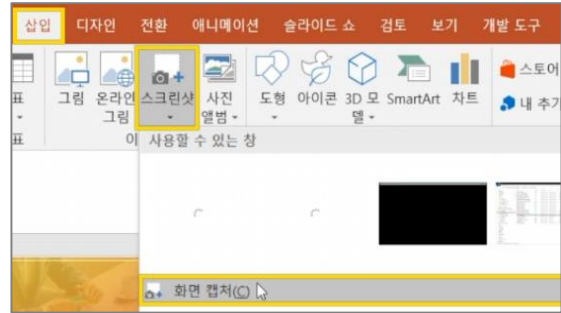 삽입 디자인 전환 애니메이션 슬라이드 쇼 검토 보기 개발 도구
표 그림 온라인 스크린샷 사진 도형 아이콘 3D 모 SmartArt 차트 스토어
그림 앨범 델 내 추가
표 이
사용할 수 있는 창
화면 캡처(C)